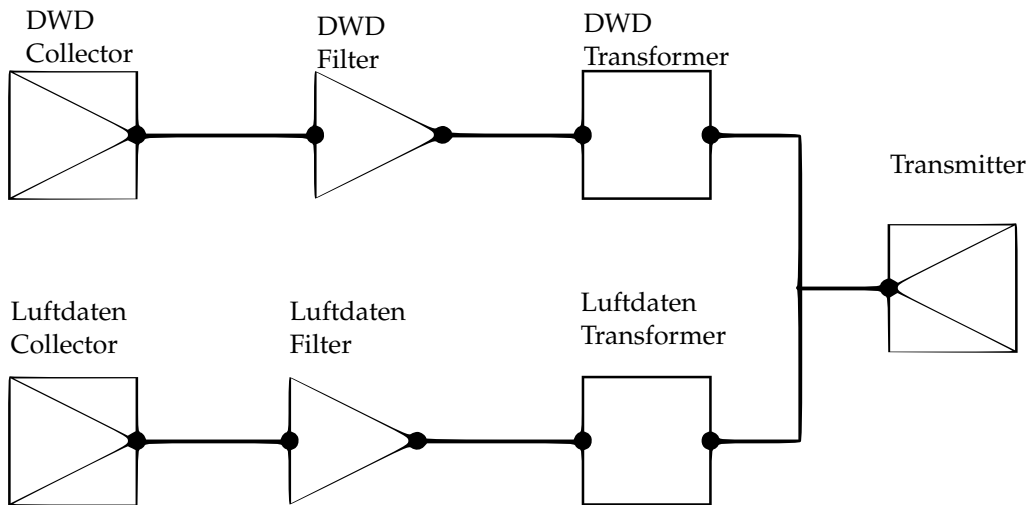 DWD
Collector
DWD
Filter
DWD
Transformer
Transmitter
Luftdaten
Collector
Luftdaten
Filter
Luftdaten
Transformer